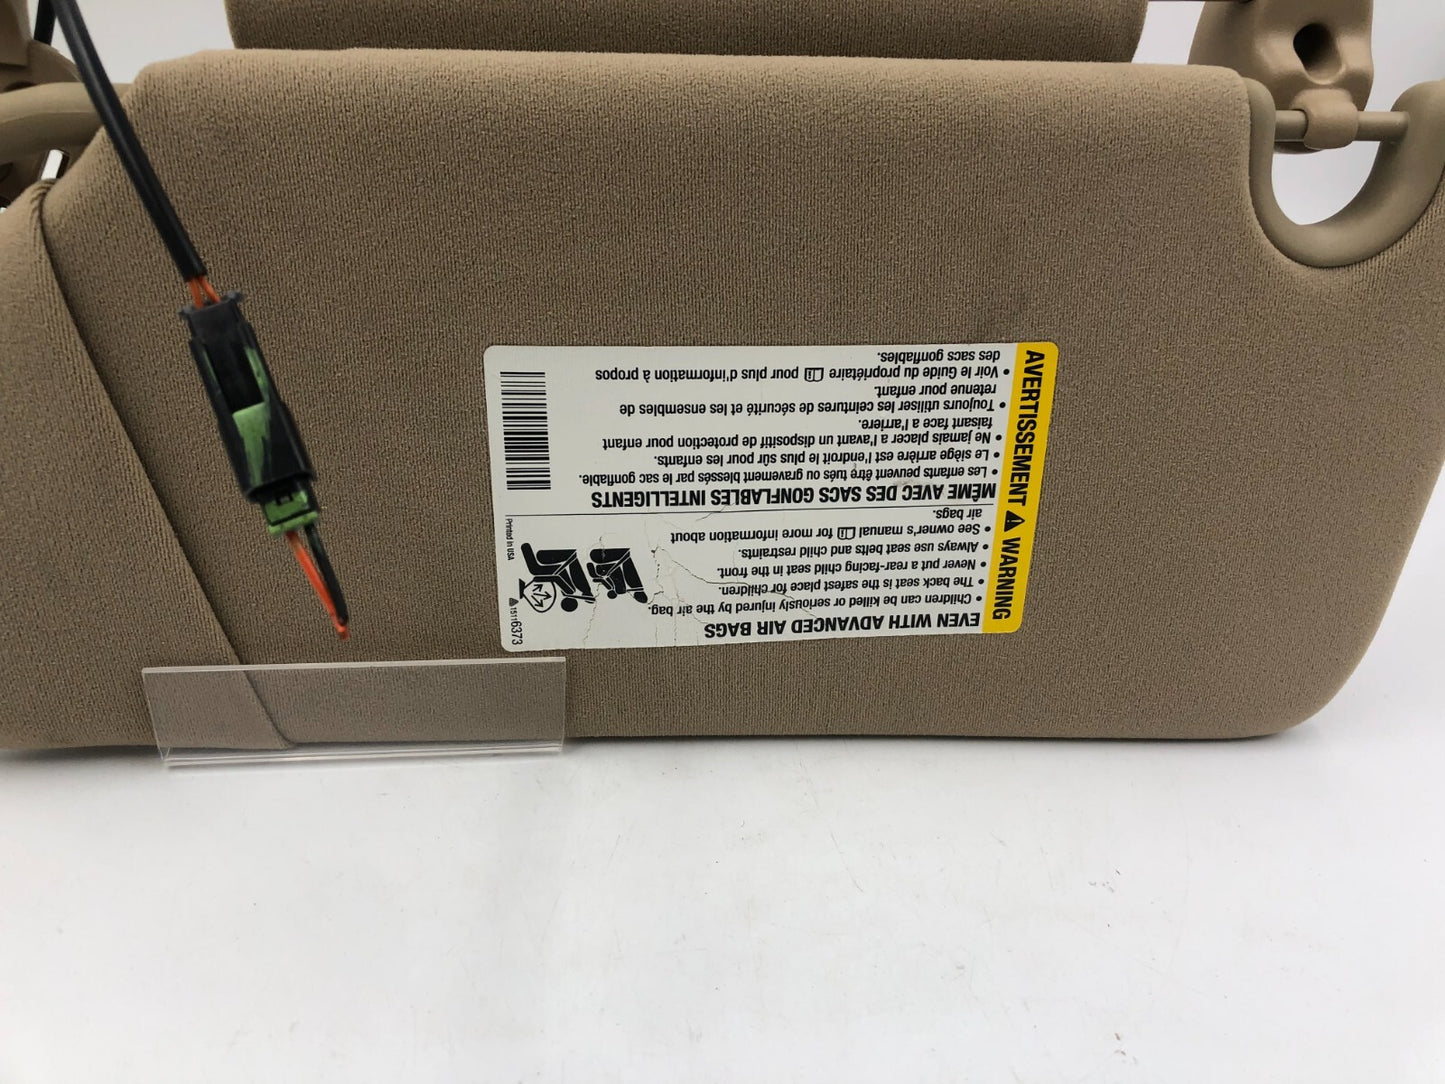 AVERTISSEMENT ⚠ WARNING
EVEN WITH ADVANCED AIR BAGS
• Children can be killed or seriously injured by the air bag.
• The back seat is the safest place for children.
• Never put a rear-facing child seat in the front.
• Always use seat belts and child restraints.
• See owner's manual for more information about
air bags.
MÊME AVEC DES SACS GONFLABLES INTELLIGENTS
• Les enfants peuvent être tués ou gravement blessés par le sac gonflable.
• Le siège arrière est l'endroit le plus sûr pour les enfants.
• Ne jamais placer a l'avant un dispositif de protection pour enfant
faisant face a l'arriere.
• Toujours utiliser les ceintures de sécurité et les ensembles de
retenue pour enfant.
• Voir le Guide du propriétaire pour plus d'information à propos
des sacs gonflables.
15116373
Printed in USA